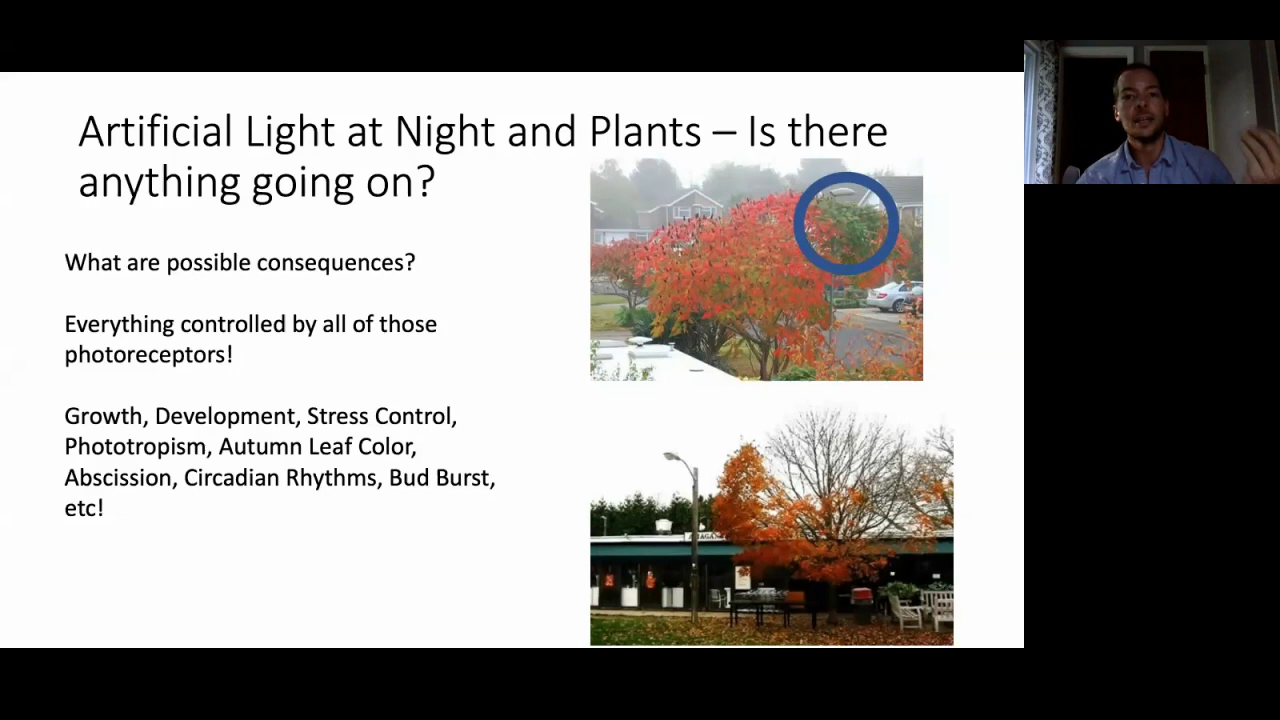 Artificial Light at Night and Plants – Is there
anything going on?
What are possible consequences?
Everything controlled by all of those
photoreceptors!
Growth, Development, Stress Control,
Phototropism, Autumn Leaf Color,
Abscission, Circadian Rhythms, Bud Burst,
etc!